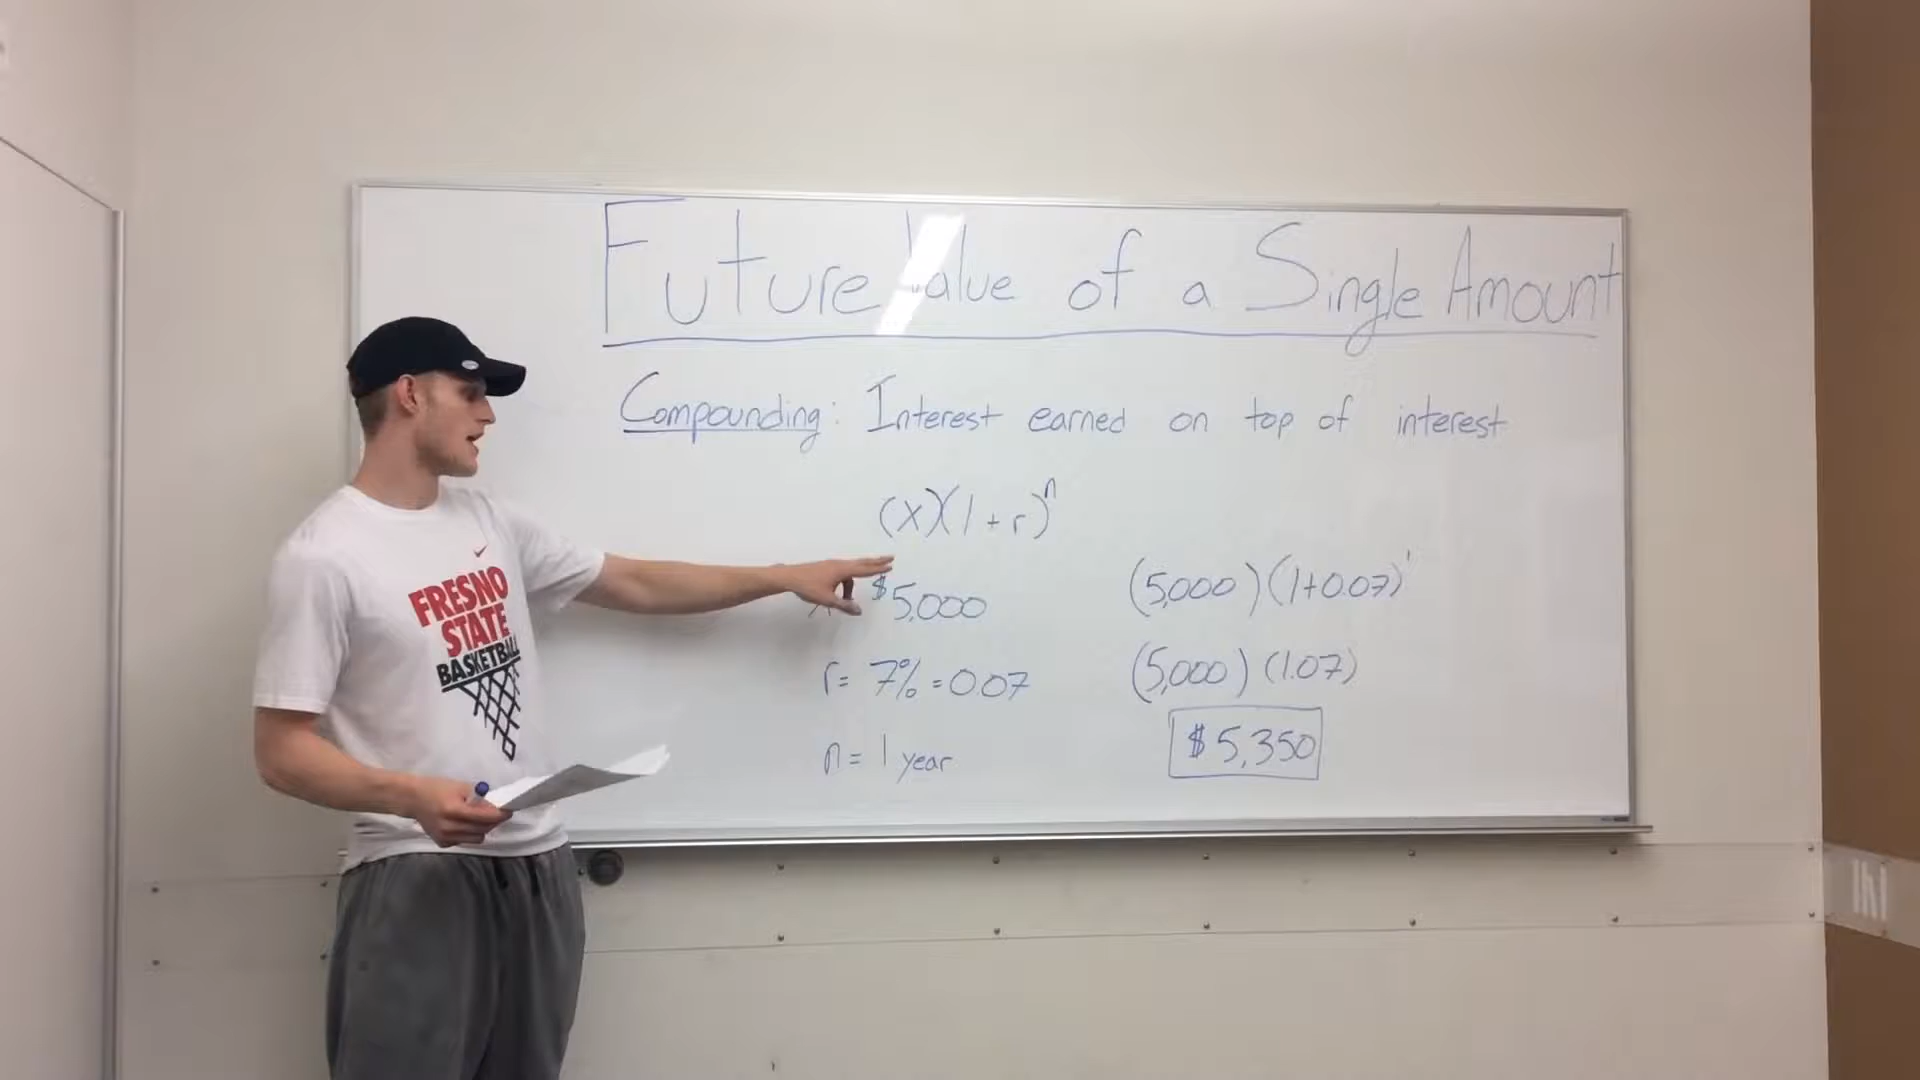 Future Value of a Single Amount
Compounding: Interest earned on top of interest
(x)(1 + r)^n
$5,000
r = 7% = 0.07
n = 1 year
(5,000)(1+0.07)^1
(5,000)(1.07)
$5,350
FRESNO
STATE
BASKETBALL